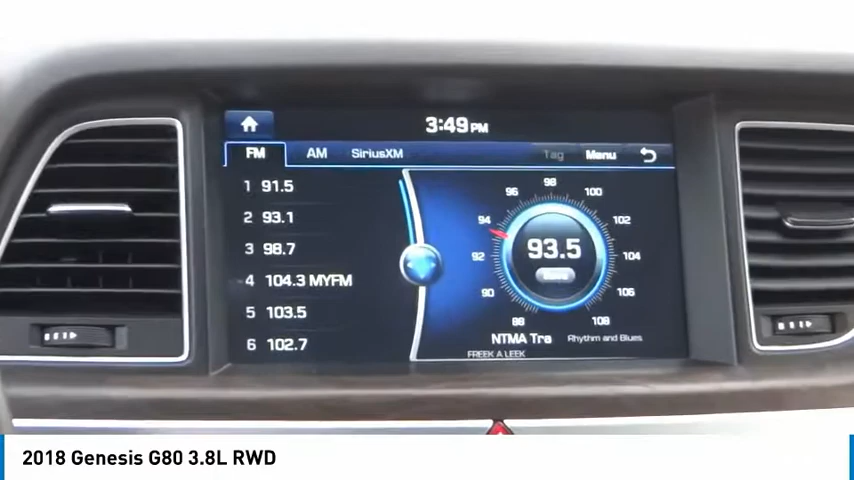 3:49 PM
FM AM SiriusXM Tag Menu
1 91.5
2 93.1
3 98.7
4 104.3 MYFM
5 103.5
6 102.7
88 90 92 94 96 98 100 102 104 106 108
93.5
NTMA Tra Rhythm and Blues
FREEK A LEEK
2018 Genesis G80 3.8L RWD